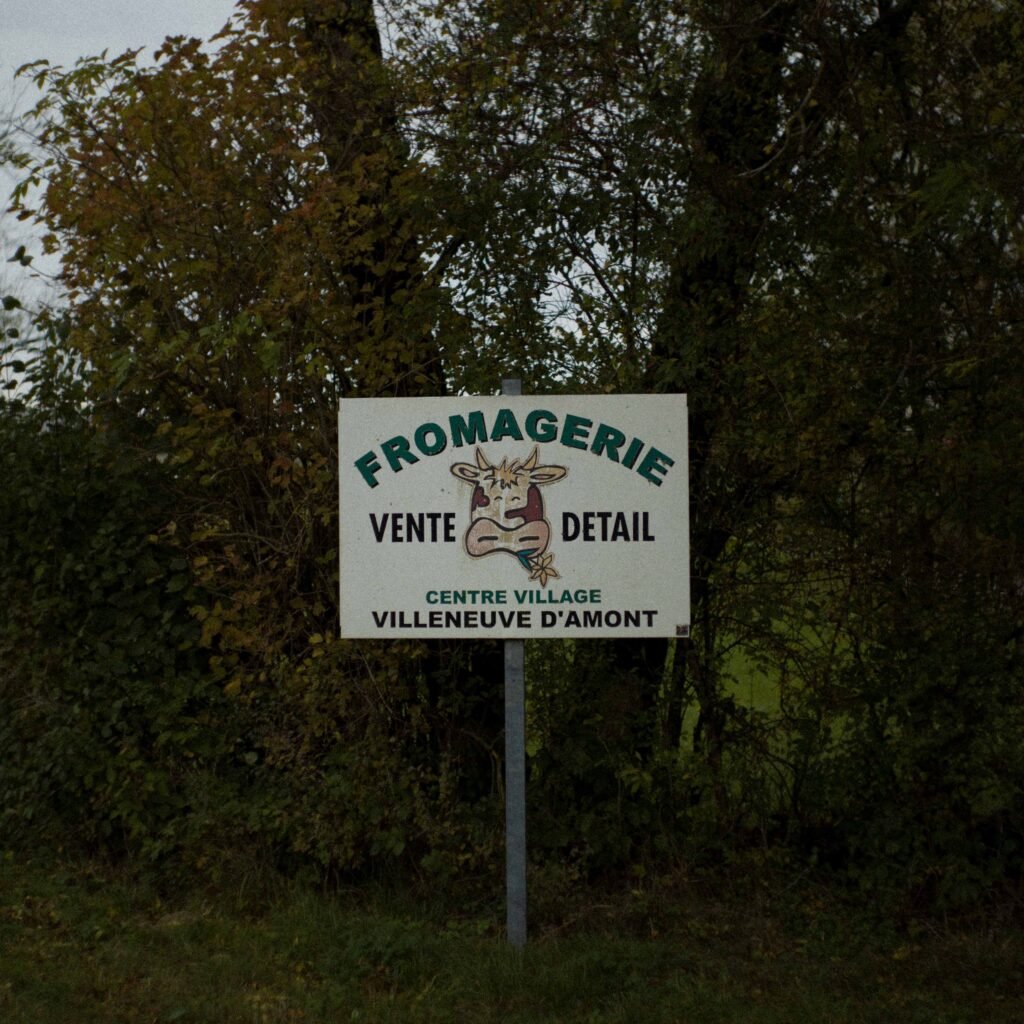 FROMAGERIE
VENTE DETAIL
CENTRE VILLAGE
VILLENEUVE D'AMONT